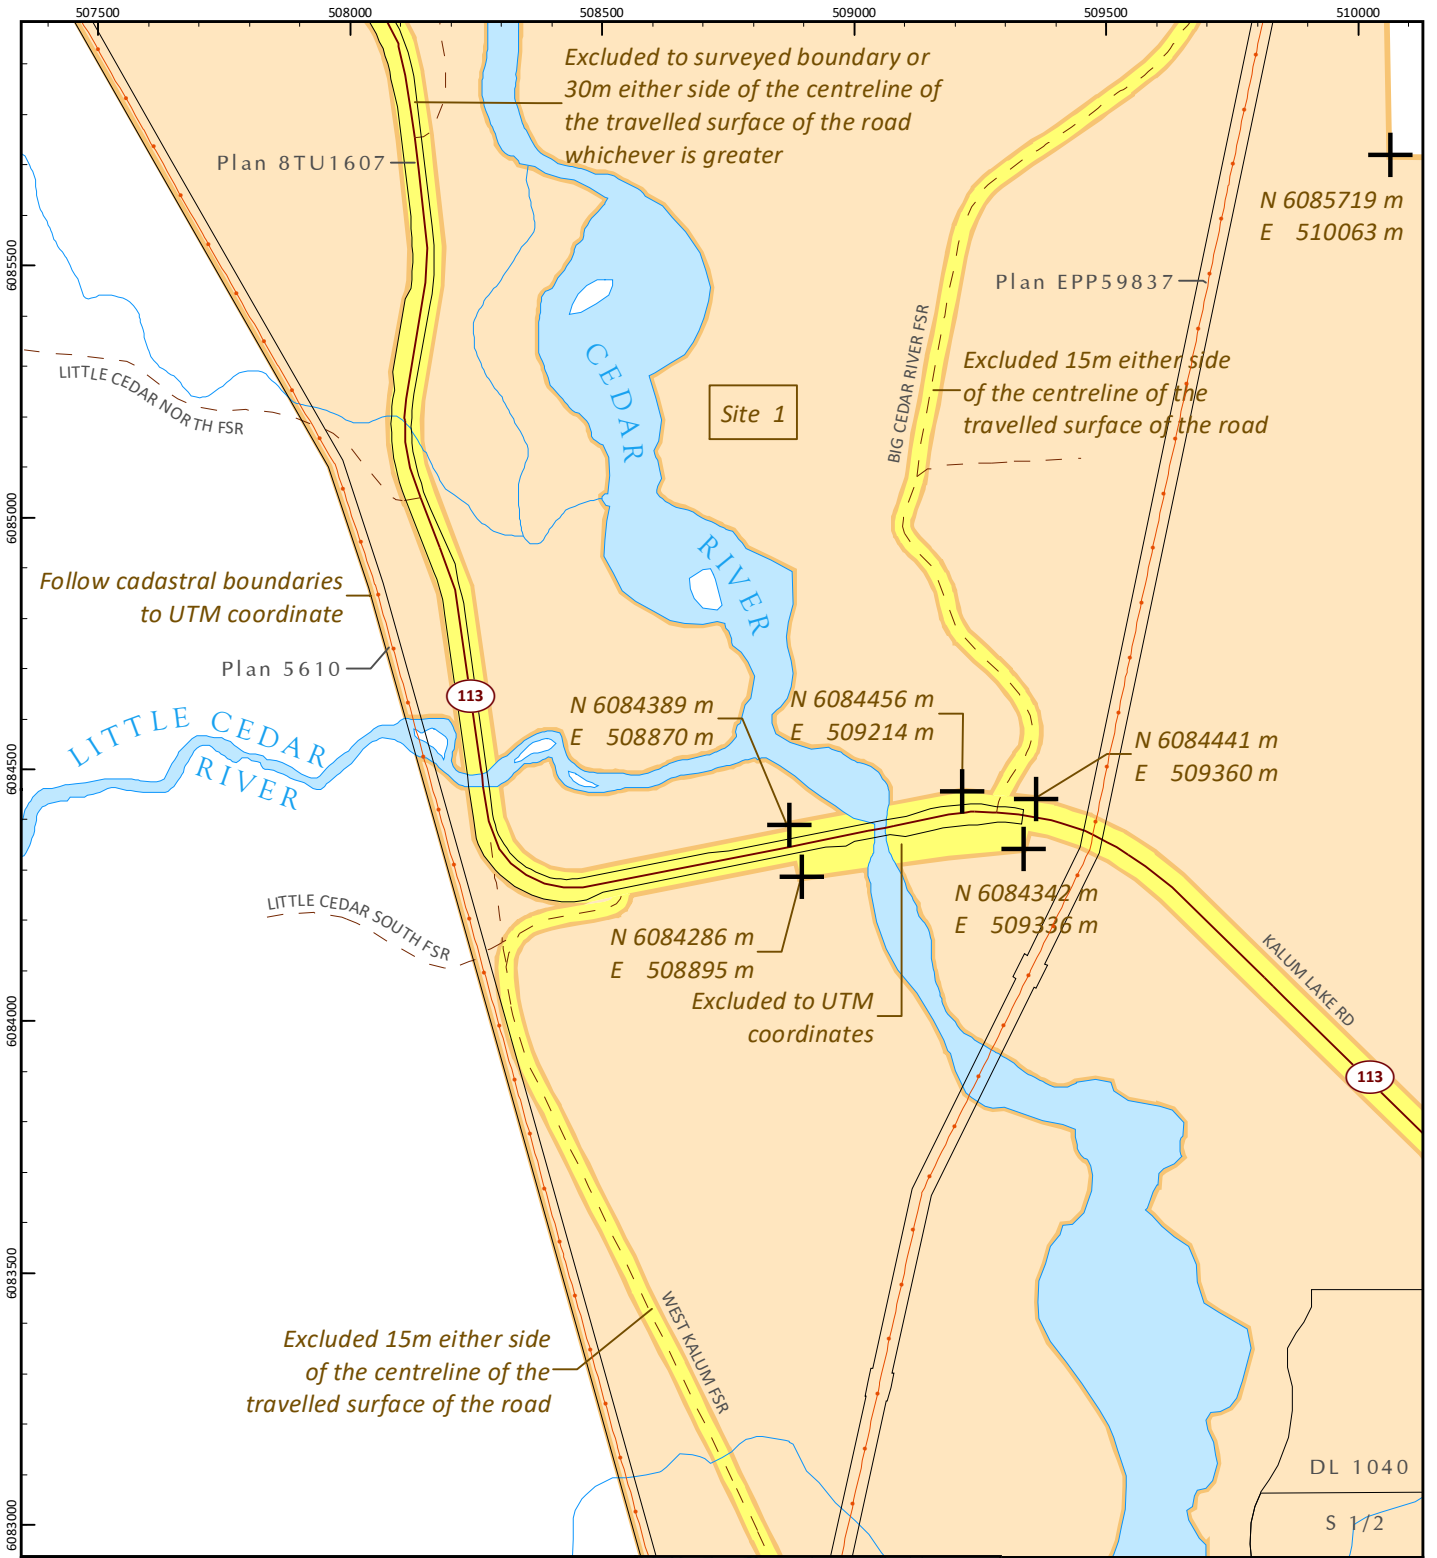 507500
508000
508500
509000
509500
510000
Excluded to surveyed boundary or
30m either side of the centreline of
the travelled surface of the road
whichever is greater
Plan 8TU1607
N 6085719 m
E 510063 m
6085500
Plan EPP59837
BIG CEDAR RIVER FSR
Excluded 15m either side
of the centreline of the
travelled surface of the road
LITTLE CEDAR NORTH FSR
CEDAR
RIVER
Site 1
6085000
Follow cadastral boundaries
to UTM coordinate
Plan 5610
113
LITTLE CEDAR
RIVER
N 6084389 m
E 508870 m
N 6084456 m
E 509214 m
N 6084441 m
E 509360 m
6084500
N 6084342 m
E 509336 m
LITTLE CEDAR SOUTH FSR
N 6084286 m
E 508895 m
Excluded to UTM
coordinates
KALUM LAKE RD
6084000
113
6083500
WEST KALUM FSR
Excluded 15m either side
of the centreline of the
travelled surface of the road
DL 1040
S 1/2
6083000